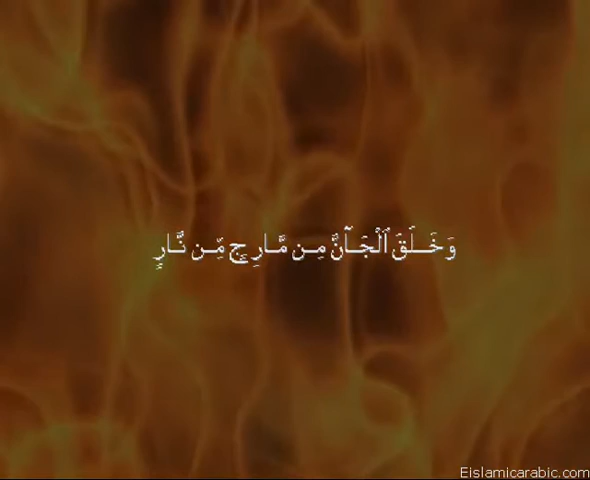 وَخَلَقَ ٱلْجَآنَّ مِن مَّارِجٍ مِّن نَّارٍ
Eislamicarabic.com